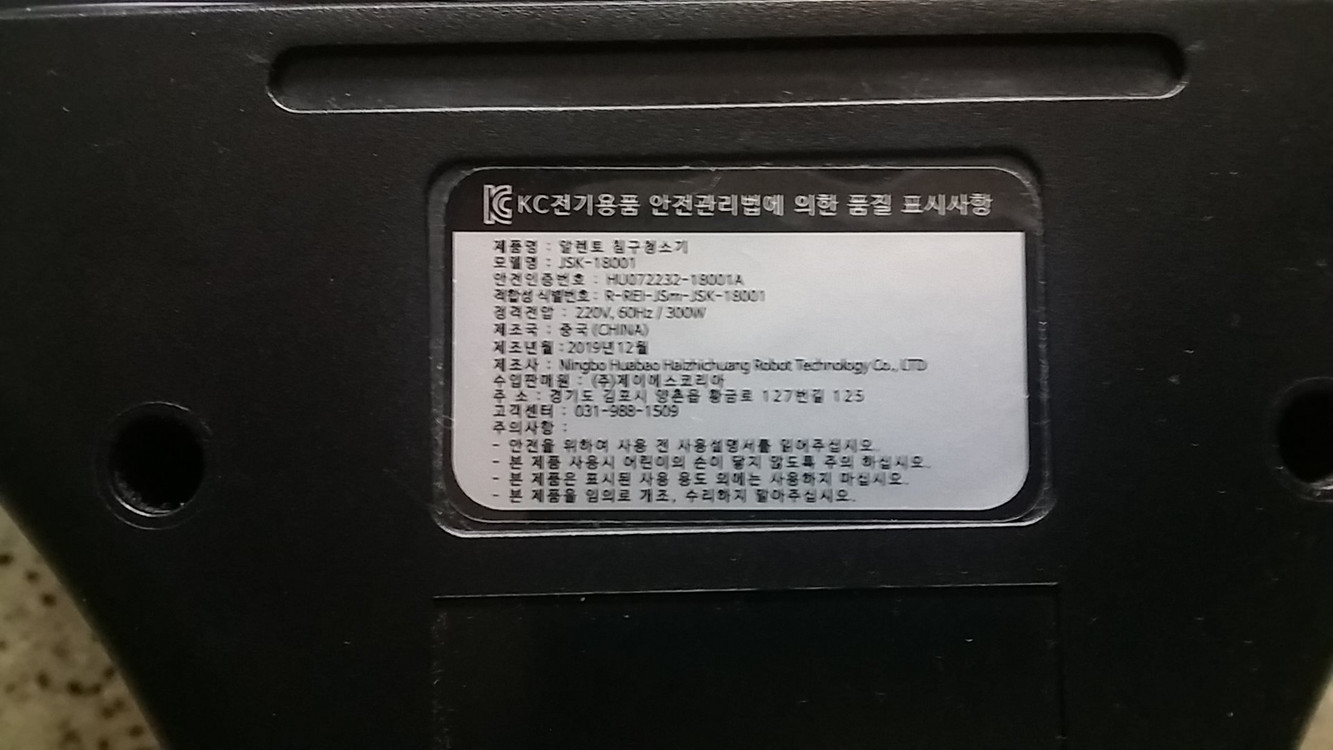 KC전기용품 안전관리법에 의한 품질 표시사항
제품명 : 알렌토 침구청소기
모델명 : JSK-18001
안전인증번호 : HU072232-18001A
적합성 식별번호 : R-REI-JSm-JSK-18001
정격전압 : 220V, 60Hz / 300W
제조국 : 중국 (CHINA)
제조년월 : 2019년 12월
제조사 : Ningbo Huabao Haizhichuang Robot Technology Co., LTD
수입판매원 : (주)제이에스코리아
주 소 : 경기도 김포시 양촌읍 황금로 127번길 125
고객센터 : 031-988-1509
주의사항 :
- 안전을 위하여 사용 전 사용설명서를 읽어주십시오.
- 본 제품 사용시 어린이의 손이 닿지 않도록 주의 하십시오.
- 본 제품은 표시된 사용 용도 외에는 사용하지 마십시오.
- 본 제품을 임의로 개조, 수리하지 말아주십시오.